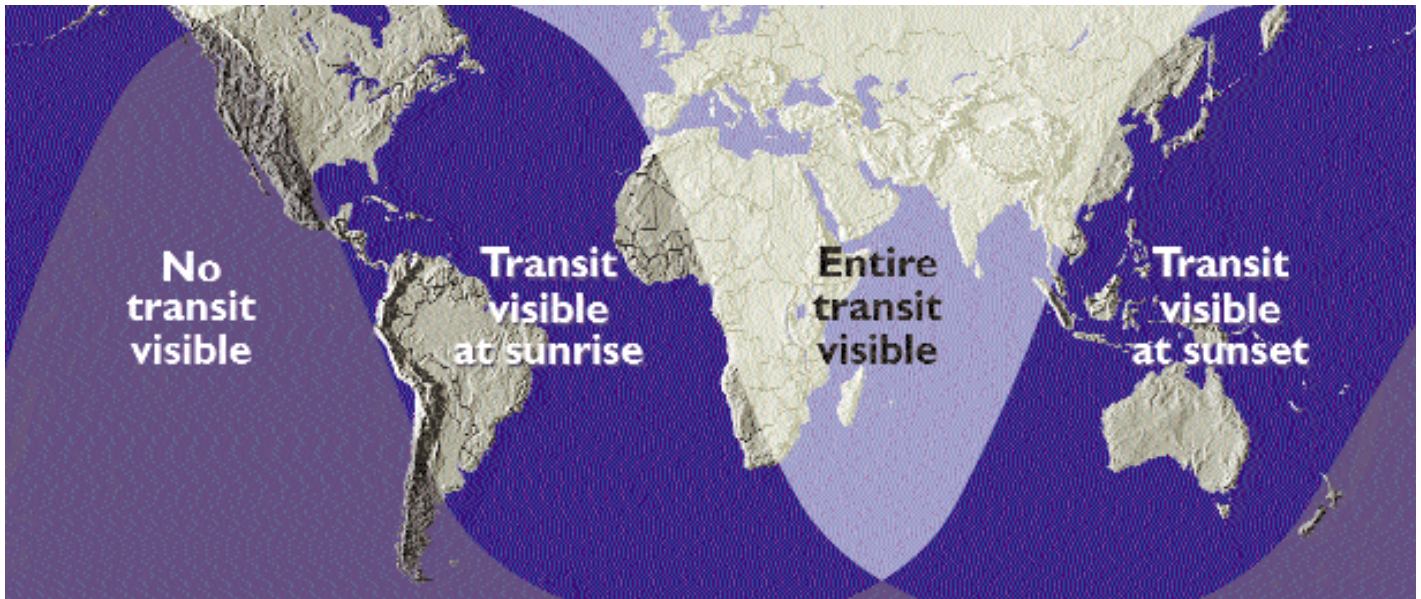 No
transit
visible
Transit
visible
at sunrise
Entire
transit
visible
Transit
visible
at sunset